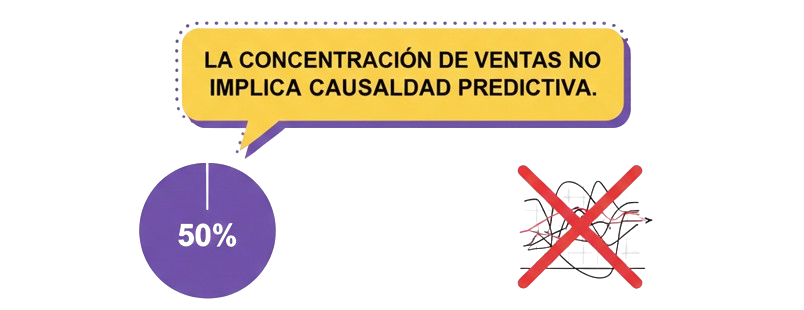 LA CONCENTRACIÓN DE VENTAS NO
IMPLICA CAUSALDAD PREDICTIVA.
50%